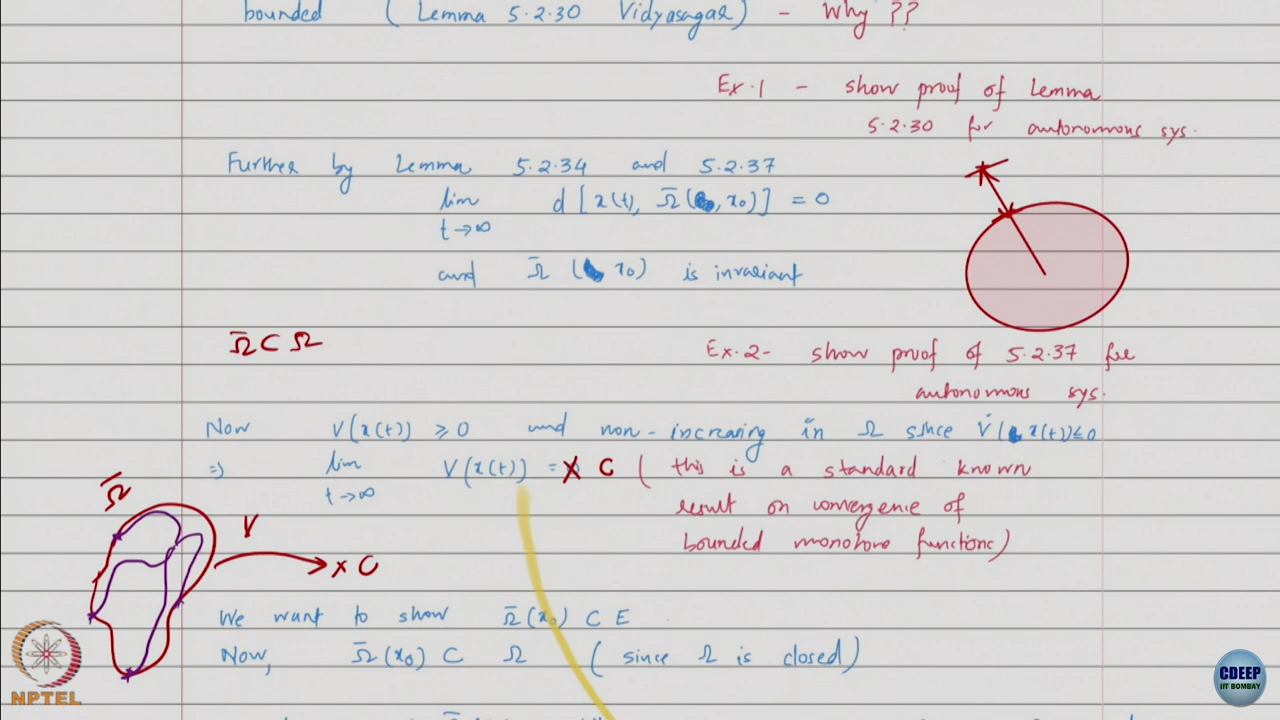 bounded ( Lemma 5.2.30 Vidyasagar) - Why ??
Ex.1 - show proof of Lemma
5.2.30 for autonomous sys.
Further by Lemma 5.2.34 and 5.2.37
lim d [ x(t), Ω̄( , x₀)] = 0
t→∞
and Ω̄ ( x₀) is invariant
Ω̄ ⊂ Ω
Ex.2- show proof of 5.2.37 for
autonomous sys.
Now V(x(t)) ≥ 0 and non-increasing in Ω since V̇( x(t)) ≤ 0
⇒ lim V(x(t)) = C ( this is a standard known
t→∞
result on convergence of
bounded monotone functions)
Ω̄
V
x C
We want to show Ω̄(x₀) ⊂ E
Now, Ω̄(x₀) ⊂ Ω ( since Ω is closed)
NPTEL
CDEEP
IIT BOMBAY